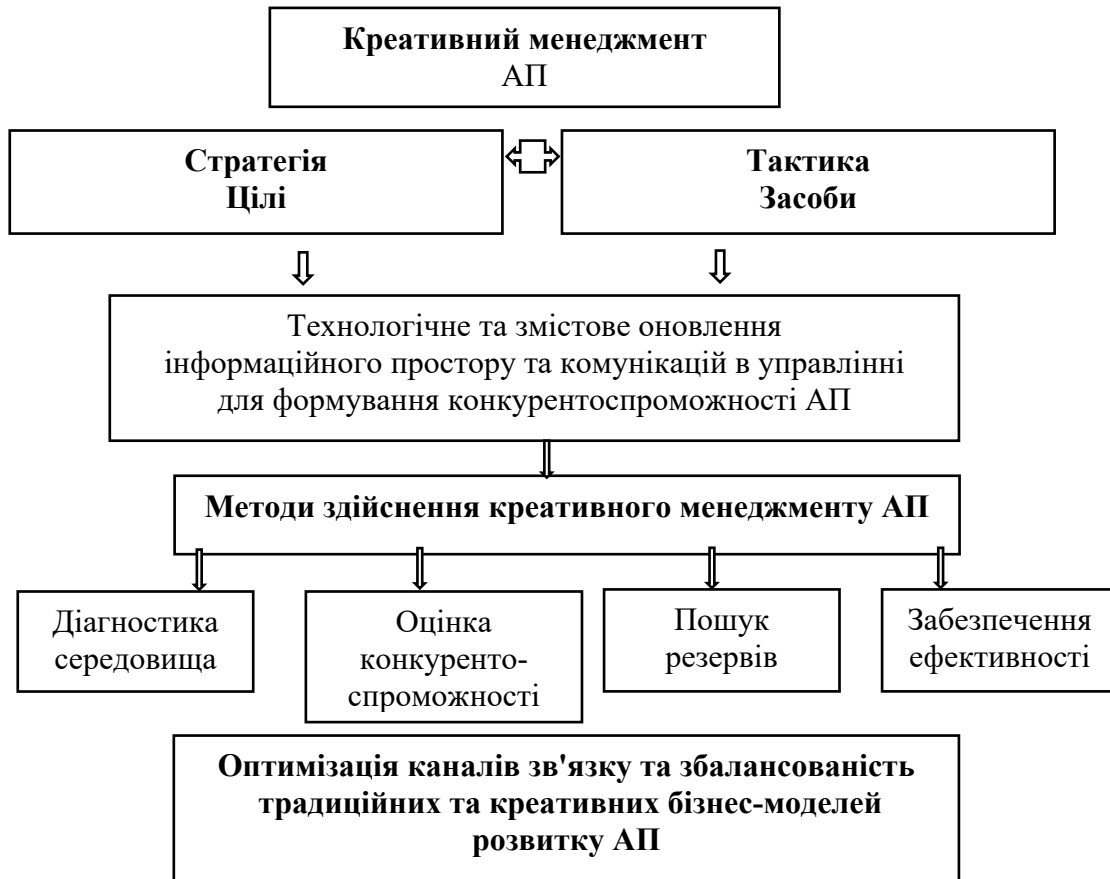 Креативний менеджмент
АП
Стратегія
Цілі
Тактика
Засоби
Технологічне та змістове оновлення
інформаційного простору та комунікацій в управлінні
для формування конкурентоспроможності АП
Методи здійснення креативного менеджменту АП
Діагностика
середовища
Оцінка
конкуренто-
спроможності
Пошук
резервів
Забезпечення
ефективності
Оптимізація каналів зв'язку та збалансованість
традиційних та креативних бізнес-моделей
розвитку АП